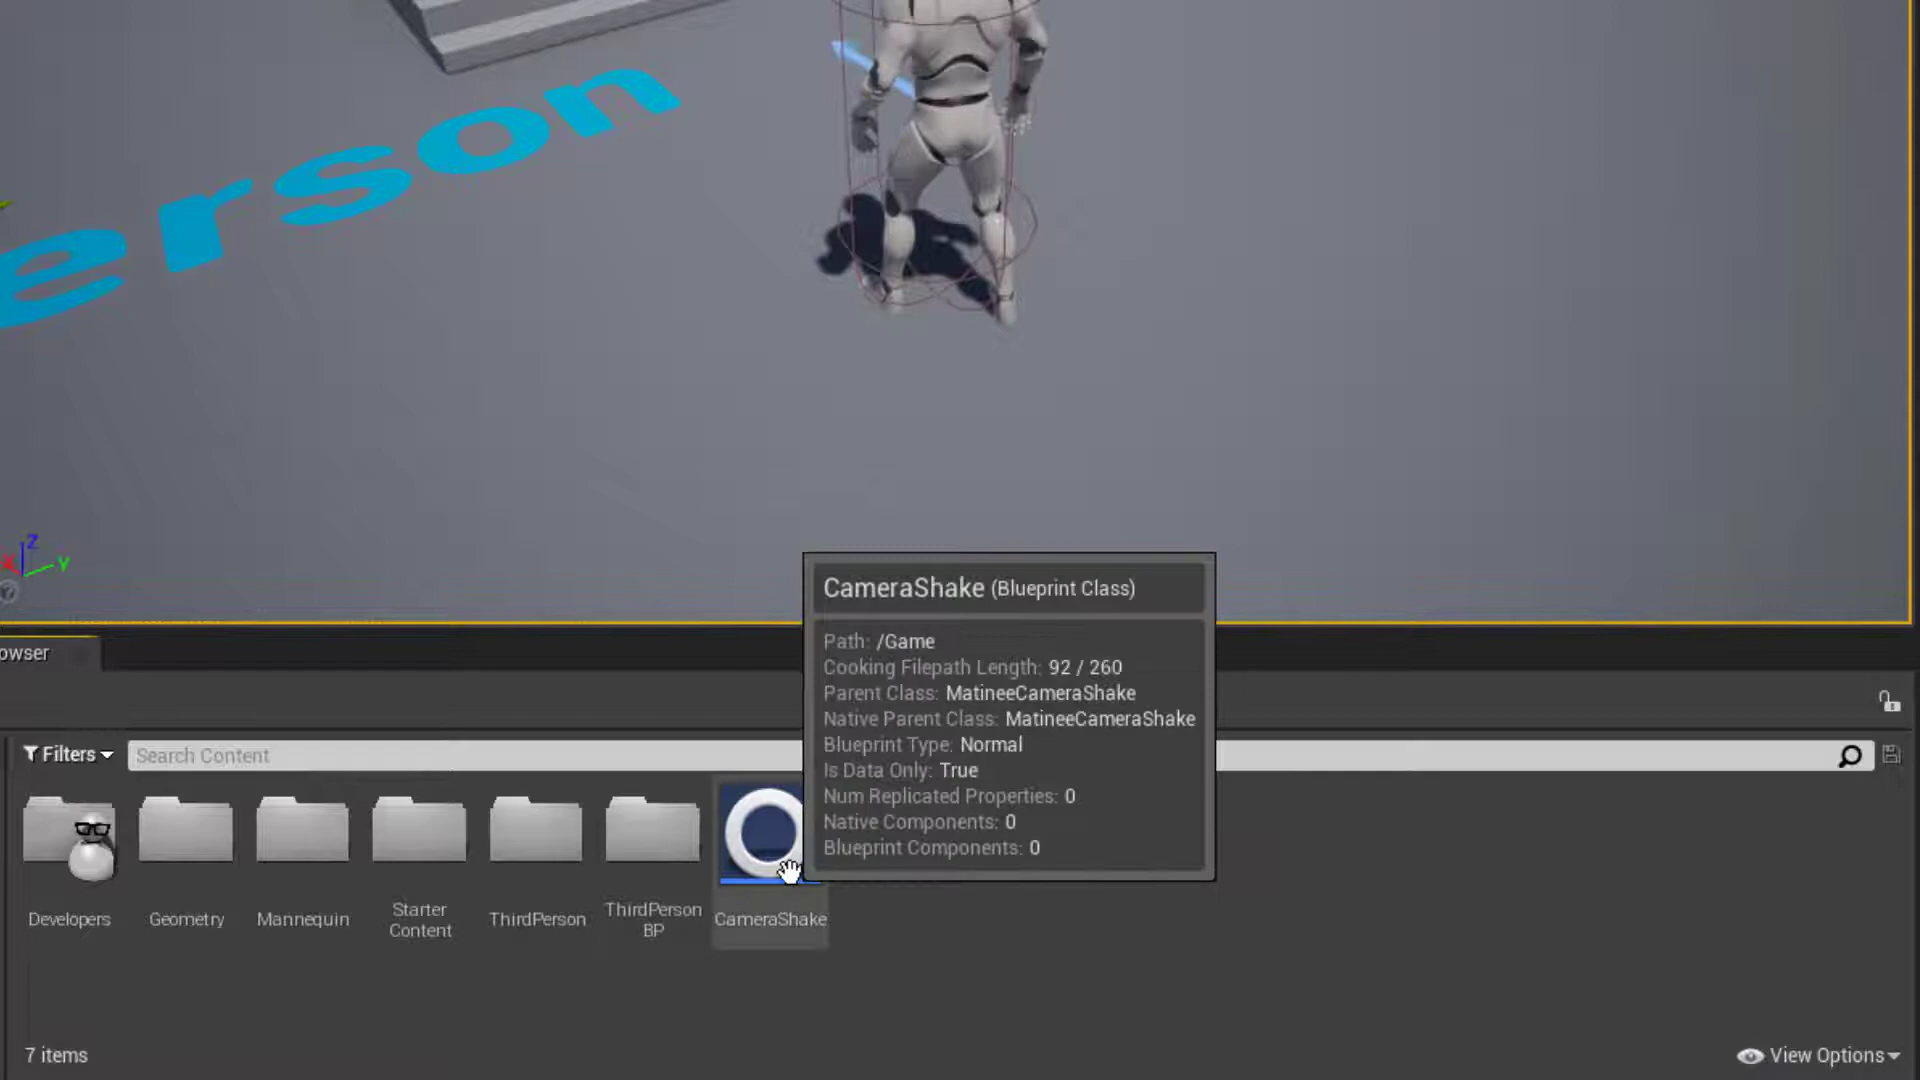 erson
Z
X
Y
?
CameraShake (Blueprint Class)
Path: /Game
Cooking Filepath Length: 92 / 260
Parent Class: MatineeCameraShake
Native Parent Class: MatineeCameraShake
Blueprint Type: Normal
Is Data Only: True
Num Replicated Properties: 0
Native Components: 0
Blueprint Components: 0
owser
Filters
Search Content
Developers
Geometry
Mannequin
Starter
Content
ThirdPerson
ThirdPerson
BP
CameraShake
7 items
View Options